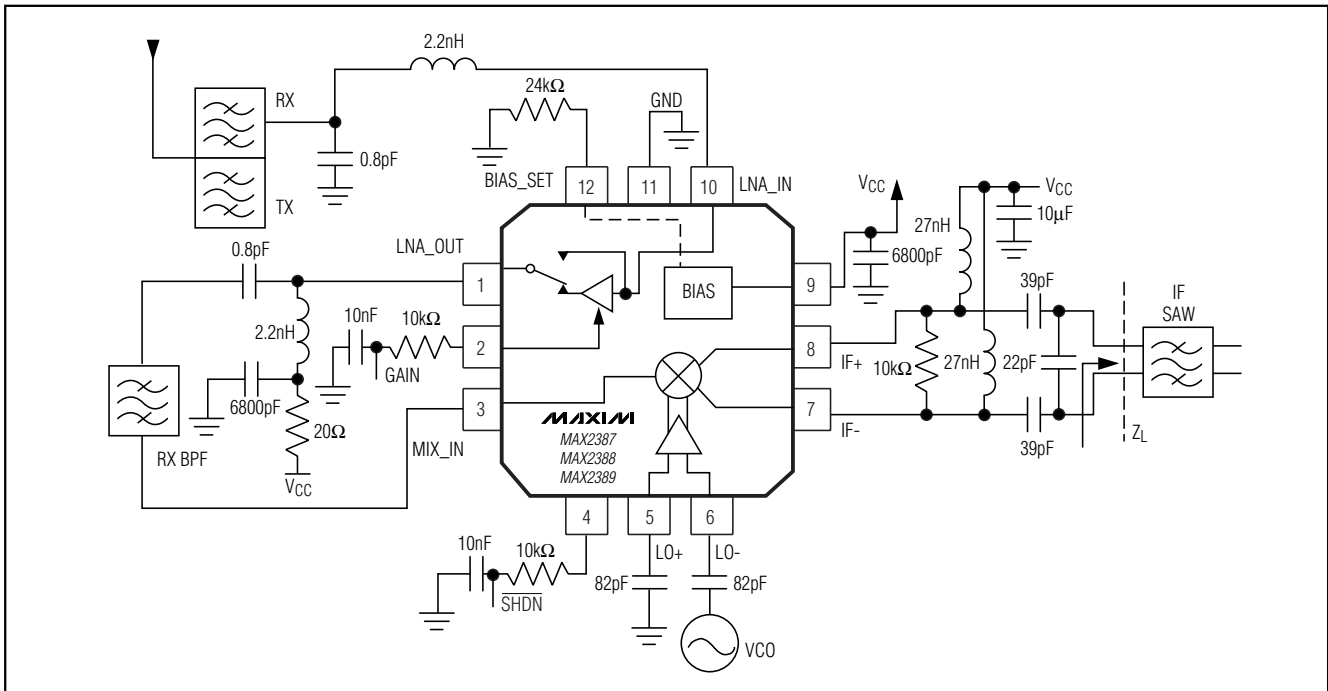 2.2nH
RX
24kΩ
GND
0.8pF
TX
BIAS_SET
12
11
10
LNA_IN
VCC
VCC
10µF
27nH
6800pF
0.8pF
LNA_OUT
1
BIAS
9
39pF
IF
SAW
2.2nH
10nF
10kΩ
2
GAIN
8
IF+
10kΩ
27nH
22pF
6800pF
3
MAXIM
7
IF-
20Ω
MIX_IN
MAX2387
MAX2388
MAX2389
39pF
ZL
RX BPF
VCC
4
5
6
10nF
10kΩ
LO+
LO-
82pF
82pF
SHDN
VCO